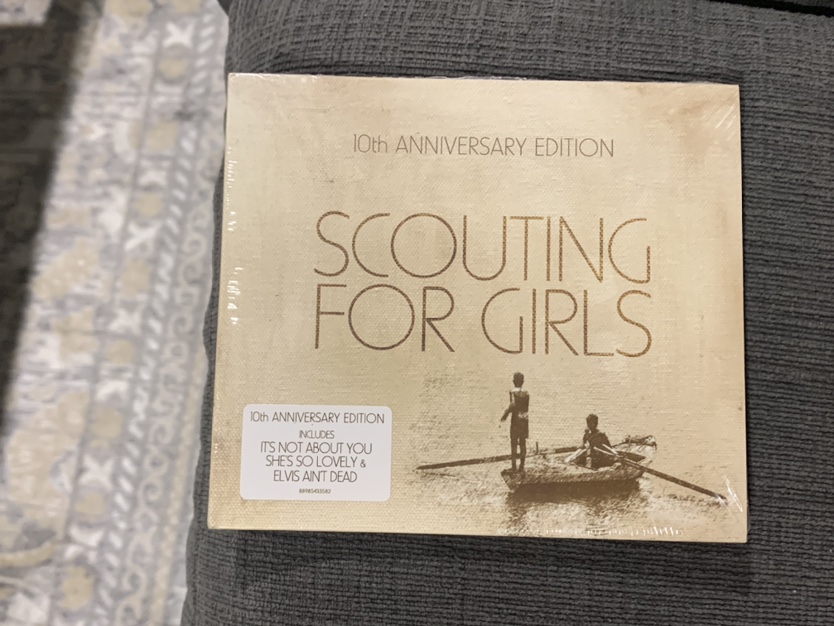 10th ANNIVERSARY EDITION
SCOUTING
FOR GIRLS
10th ANNIVERSARY EDITION
INCLUDES
IT'S NOT ABOUT YOU
SHE'S SO LOVELY &
ELVIS AIN'T DEAD
88985433582